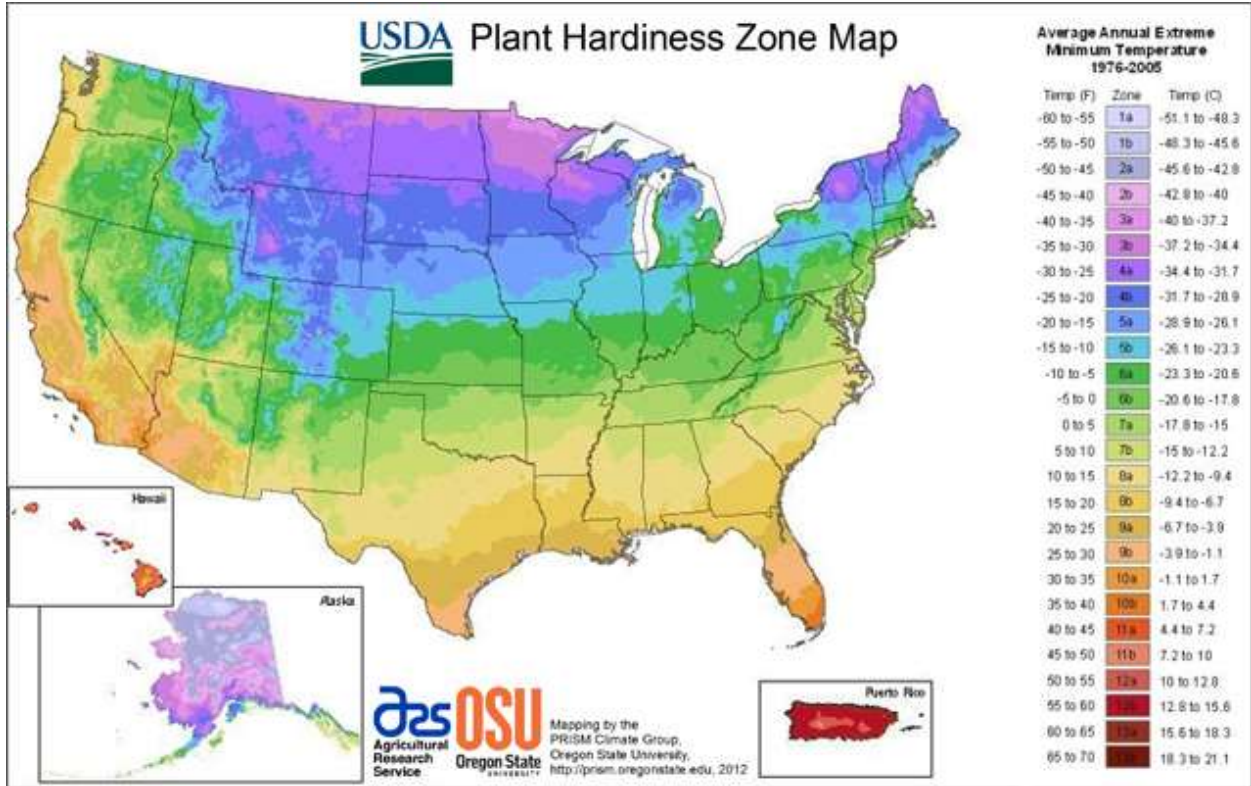 USDA
Plant Hardiness Zone Map
Average Annual Extreme
Minimum Temperature
1976-2005
Temp (F) Zone Temp (C)
-60 to -55 1a -51.1 to -48.3
-55 to -50 1b -48.3 to -45.6
-50 to -45 2a -45.6 to -42.8
-45 to -40 2b -42.8 to -40
-40 to -35 3a -40 to -37.2
-35 to -30 3b -37.2 to -34.4
-30 to -25 4a -34.4 to -31.7
-25 to -20 4b -31.7 to -28.9
-20 to -15 5a -28.9 to -26.1
-15 to -10 5b -26.1 to -23.3
-10 to -5 6a -23.3 to -20.6
-5 to 0 6b -20.6 to -17.8
0 to 5 7a -17.8 to -15
5 to 10 7b -15 to -12.2
10 to 15 8a -12.2 to -9.4
15 to 20 8b -9.4 to -6.7
20 to 25 9a -6.7 to -3.9
25 to 30 9b -3.9 to -1.1
30 to 35 10a -1.1 to 1.7
35 to 40 10b 1.7 to 4.4
40 to 45 11a 4.4 to 7.2
45 to 50 11b 7.2 to 10
50 to 55 12a 10 to 12.8
55 to 60 12.8 to 15.6
60 to 65 13a 15.6 to 18.3
65 to 70 18.3 to 21.1
Hawaii
Alaska
ars
Agricultural
Research
Service
OSU
Oregon State
UNIVERSITY
Mapping by the
PRISM Climate Group,
Oregon State University,
http://prism.oregonstate.edu, 2012
Puerto Rico